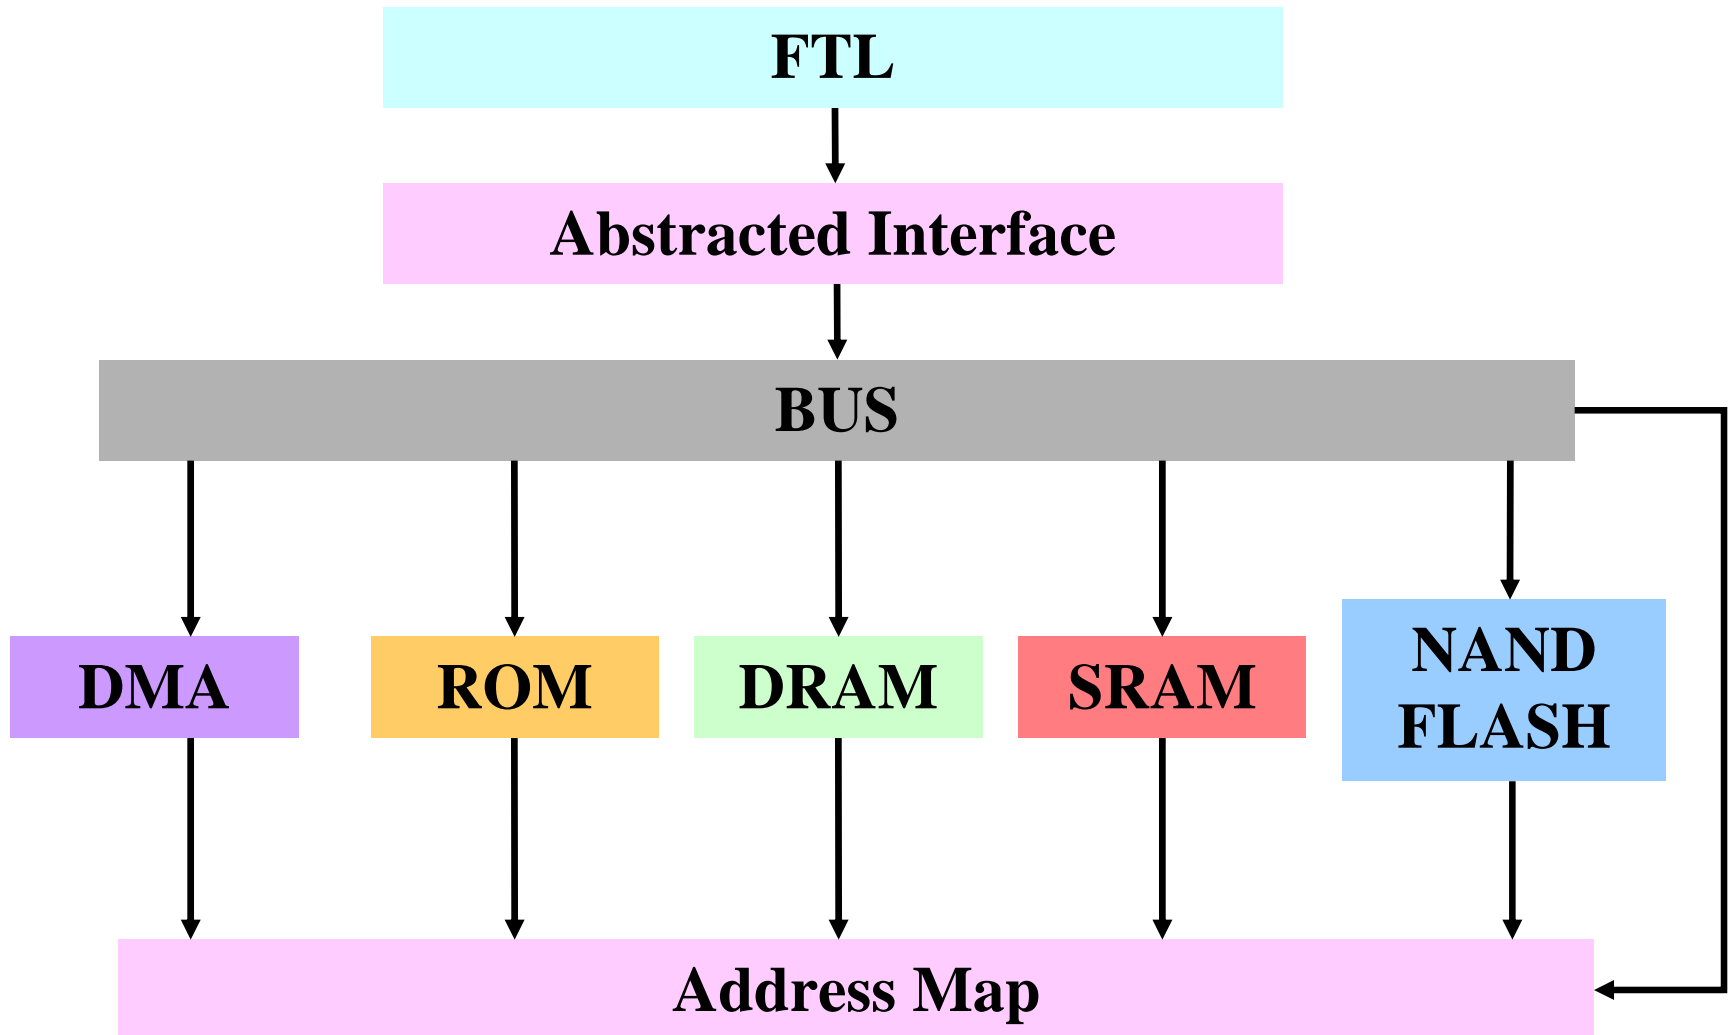 FTL
Abstracted Interface
BUS
DMA
ROM
DRAM
SRAM
NAND
FLASH
Address Map